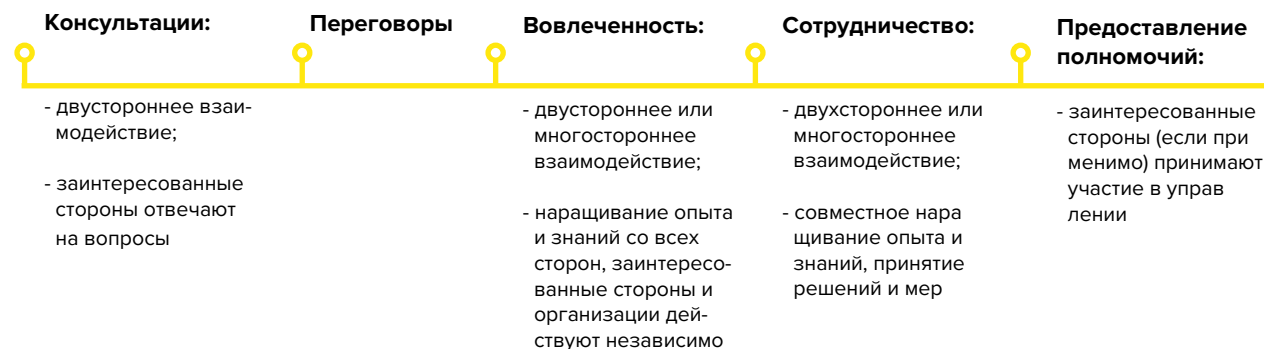 Консультации:
- двустороннее взаи-
модействие;
- заинтересованные
стороны отвечают
на вопросы
Переговоры
Вовлеченность:
- двустороннее или
многостороннее
взаимодействие;
- наращивание опыта
и знаний со всех
сторон, заинтересо-
ванные стороны и
организации дей-
ствуют независимо
Сотрудничество:
- двухстороннее или
многостороннее
взаимодействие;
- совместное нара
щивание опыта и
знаний, принятие
решений и мер
Предоставление
полномочий:
- заинтересованные
стороны (если при
менимо) принимают
участие в управ
лении